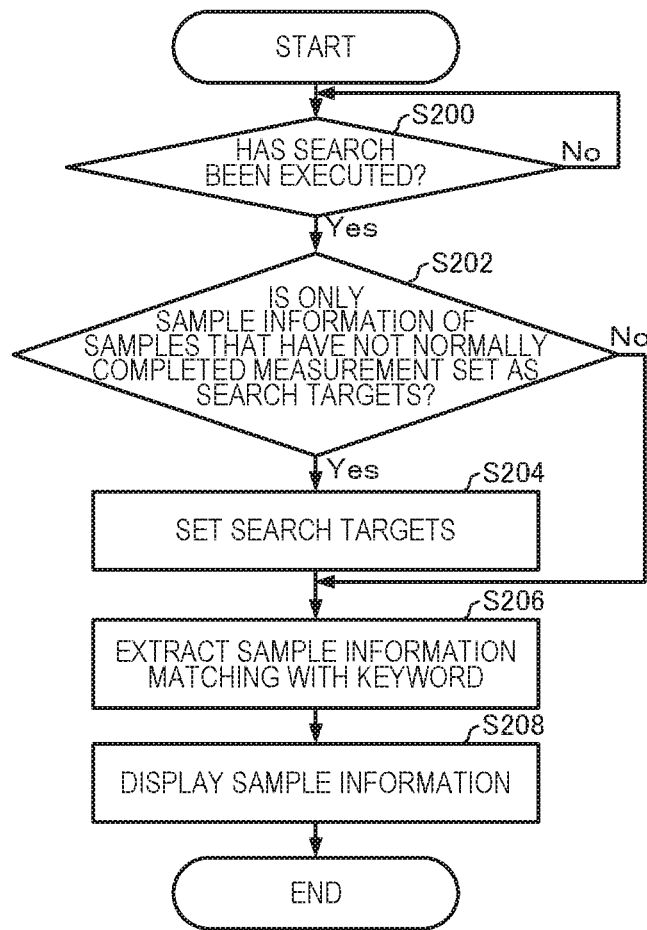 START
S200
HAS SEARCH
BEEN EXECUTED?
No
Yes
S202
IS ONLY
SAMPLE INFORMATION OF
SAMPLES THAT HAVE NOT NORMALLY
COMPLETED MEASUREMENT SET AS
SEARCH TARGETS?
No
Yes
S204
SET SEARCH TARGETS
S206
EXTRACT SAMPLE INFORMATION
MATCHING WITH KEYWORD
S208
DISPLAY SAMPLE INFORMATION
END